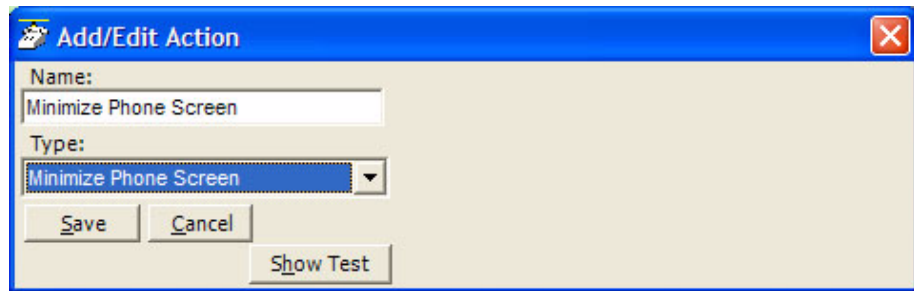 Add/Edit Action
Name:
Minimize Phone Screen
Type:
Minimize Phone Screen
Save Cancel
Show Test